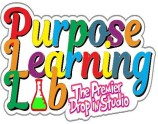 Purpose
Learning
Lab
The Premier
Drop in Studio